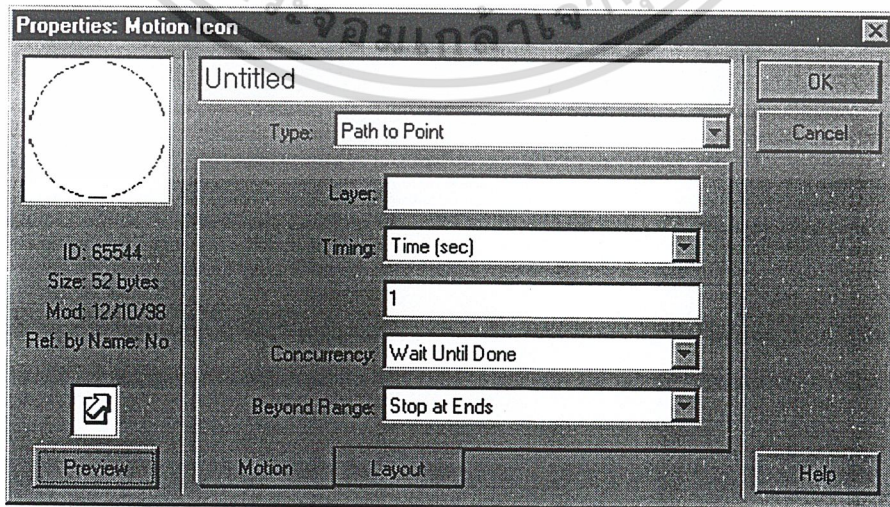 Properties: Motion Icon
Untitled
OK
Type: Path to Point
Cancel
Layer:
ID: 65544
Timing: Time (sec)
Size: 52 bytes
1
Mod: 12/10/98
Ref. by Name: No
Concurrency: Wait Until Done
Beyond Range: Stop at Ends
Preview
Motion
Layout
Help